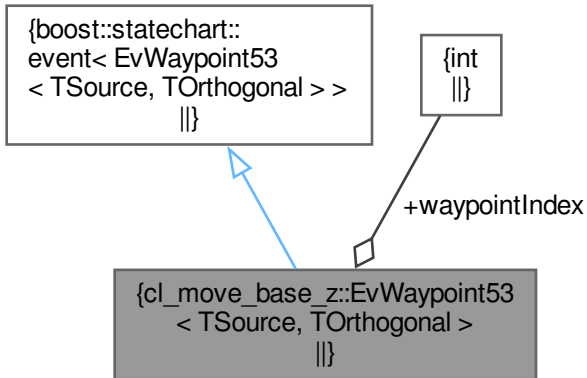 {boost::statechart::
event< EvWaypoint53
< TSource, TOrthogonal > >
||}
{int
||}
+waypointIndex
{cl_move_base_z::EvWaypoint53
< TSource, TOrthogonal >
||}